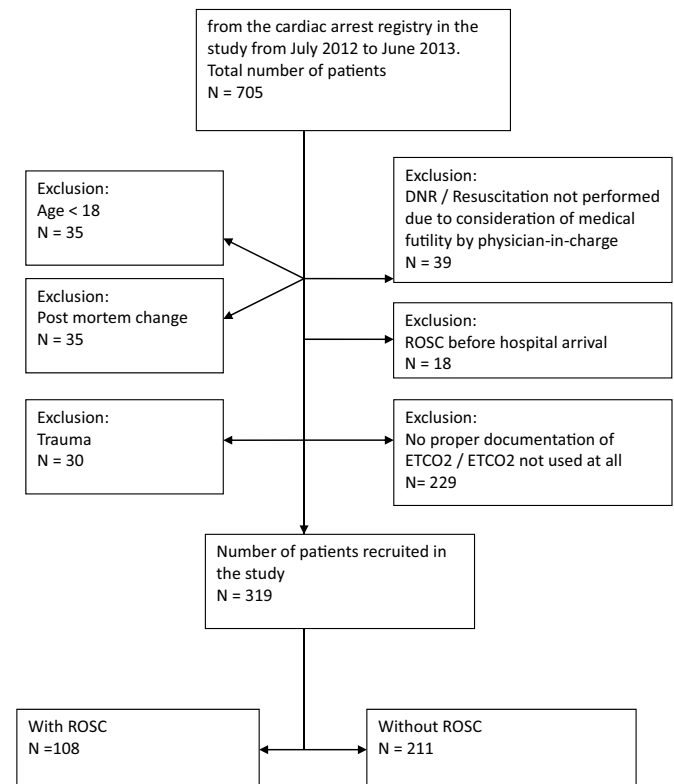 from the cardiac arrest registry in the
study from July 2012 to June 2013.
Total number of patients
N = 705
Exclusion:
Age < 18
N = 35
Exclusion:
DNR / Resuscitation not performed
due to consideration of medical
futility by physician-in-charge
N = 39
Exclusion:
Post mortem change
N = 35
Exclusion:
ROSC before hospital arrival
N = 18
Exclusion:
Trauma
N = 30
Exclusion:
No proper documentation of
ETCO2 / ETCO2 not used at all
N= 229
Number of patients recruited in
the study
N = 319
With ROSC
N =108
Without ROSC
N = 211